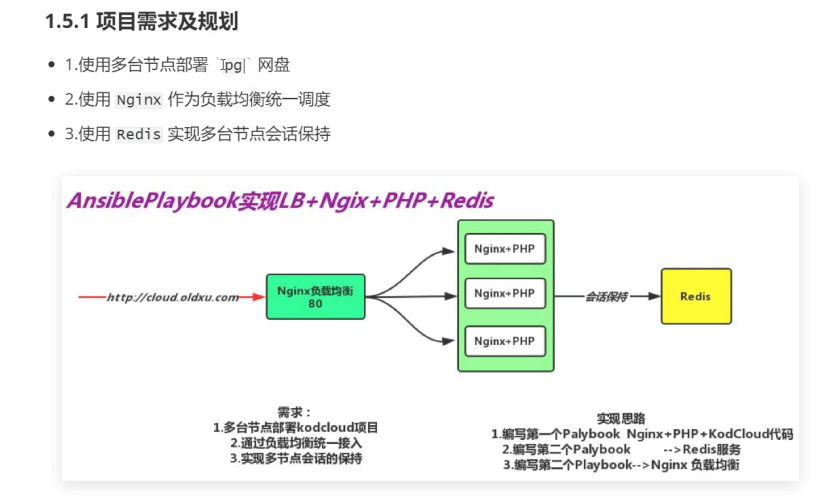 1.5.1 项目需求及规划
1.使用多台节点部署 `Ipg|` 网盘
2.使用 Nginx 作为负载均衡统一调度
3.使用 Redis 实现多台节点会话保持
AnsiblePlaybook实现LB+Ngix+PHP+Redis
http://cloud.oldxu.com
Nginx负载均衡
80
Nginx+PHP
Nginx+PHP
Nginx+PHP
会话保持
Redis
需求：
1.多台节点部署kodcloud项目
2.通过负载均衡统一接入
3.实现多节点会话的保持
实现思路
1.编写第一个Palybook Nginx+PHP+KodCloud代码
2.编写第二个Palybook -->Redis服务
3.编写第二个Playbook-->Nginx 负载均衡